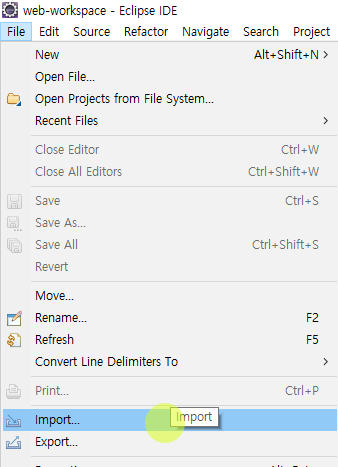 web-workspace - Eclipse IDE
File Edit Source Refactor Navigate Search Project
New Alt+Shift+N >
Open File...
Open Projects from File System...
Recent Files >
Close Editor Ctrl+W
Close All Editors Ctrl+Shift+W
Save Ctrl+S
Save As...
Save All Ctrl+Shift+S
Revert
Move...
Rename... F2
Refresh F5
Convert Line Delimiters To >
Print... Ctrl+P
Import... Import
Export...